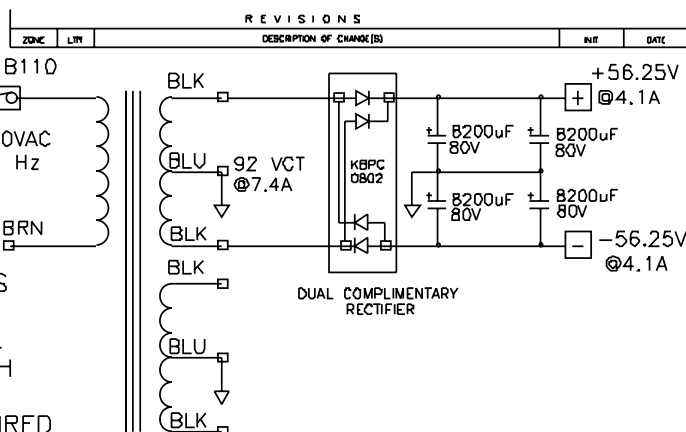 REVISIONS
ZONE LTR DESCRIPTION OF CHANGE(S) INIT DATE
B110
BLK
+56.25V
@4.1A
0VAC
Hz
BLU
92 VCT
@7.4A
KBPC
0802
8200uF
80V
8200uF
80V
8200uF
80V
8200uF
80V
BRN
BLK
-56.25V
@4.1A
BLK
DUAL COMPLIMENTARY
RECTIFIER
S
BLU
H
BLK
IRED